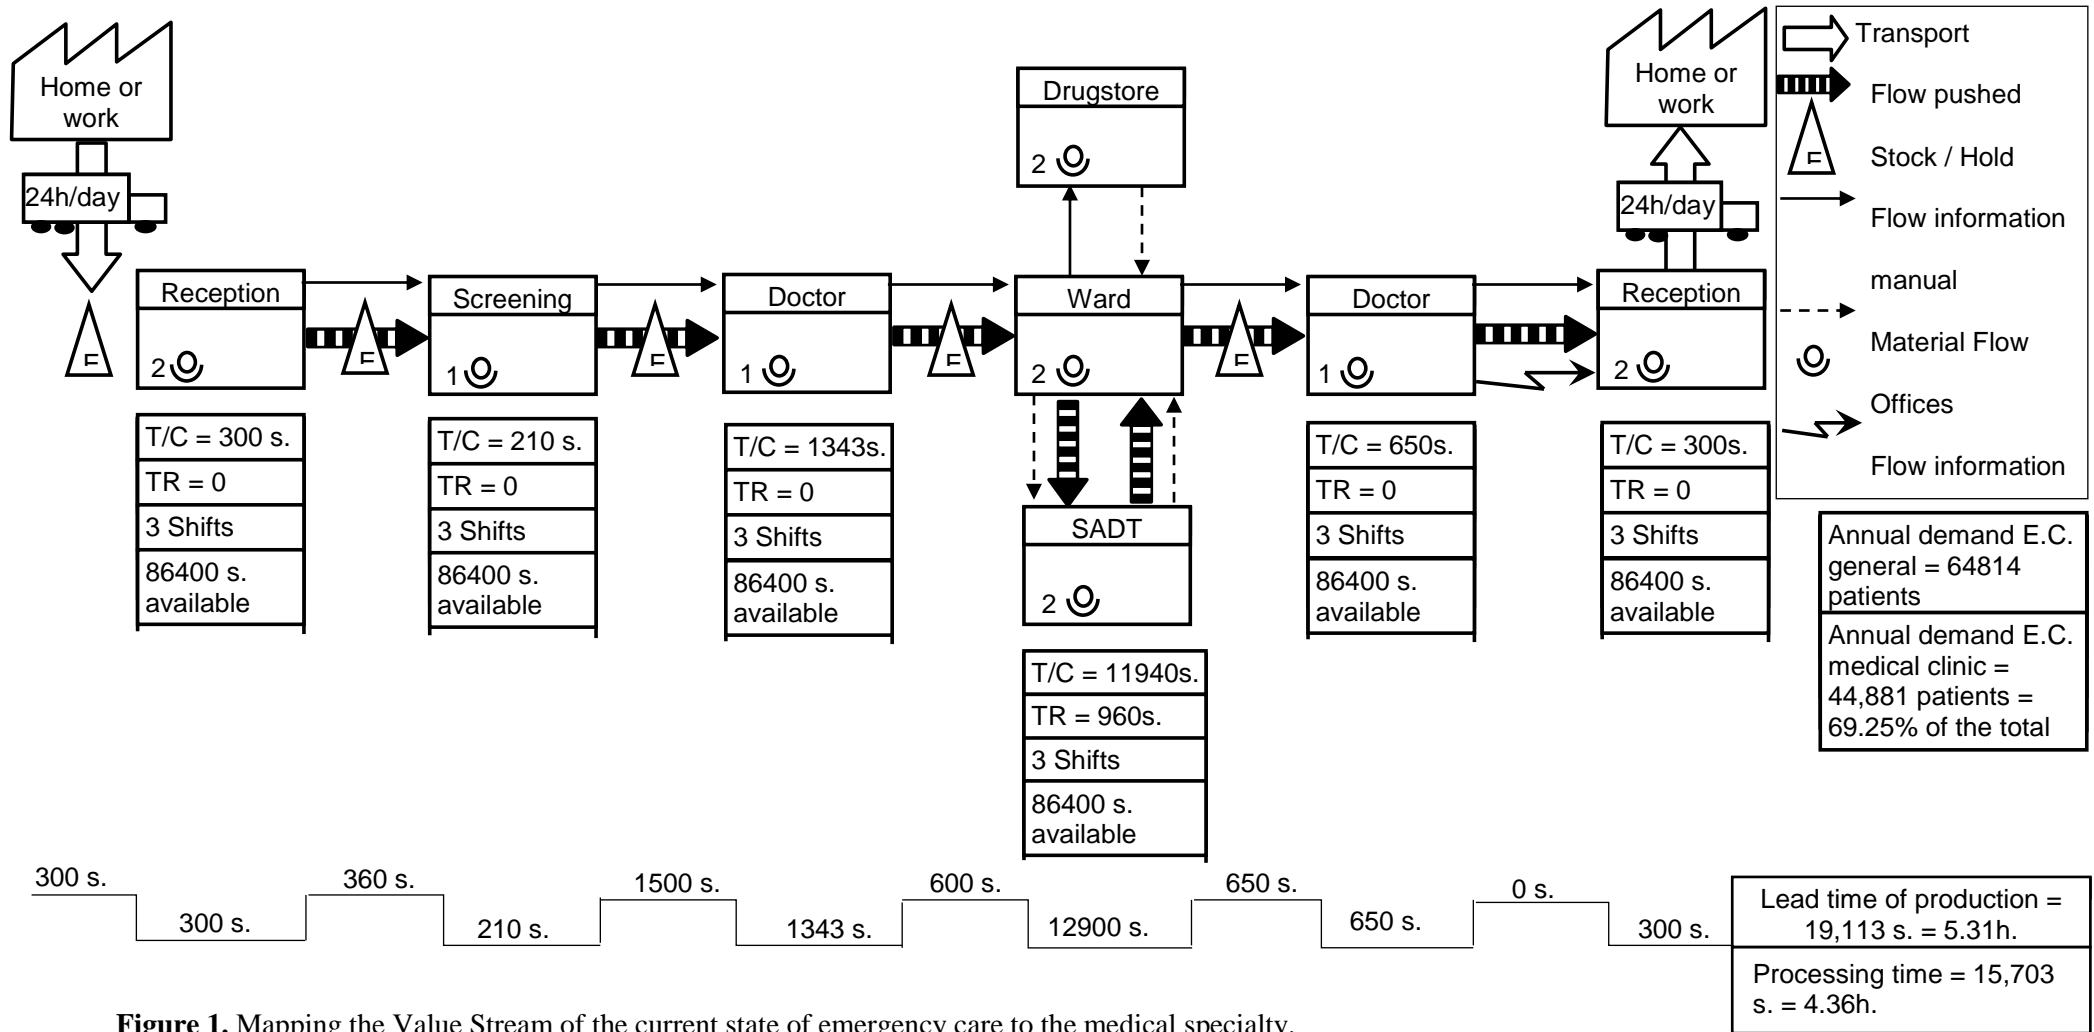 Home or
work
24h/day
Reception
2
T/C = 300 s.
TR = 0
3 Shifts
86400 s.
available
Screening
1
T/C = 210 s.
TR = 0
3 Shifts
86400 s.
available
Doctor
1
T/C = 1343s.
TR = 0
3 Shifts
86400 s.
available
Drugstore
2
Ward
2
SADT
2
T/C = 11940s.
TR = 960s.
3 Shifts
86400 s.
available
Doctor
1
T/C = 650s.
TR = 0
3 Shifts
86400 s.
available
Home or
work
24h/day
Reception
2
T/C = 300s.
TR = 0
3 Shifts
86400 s.
available
Transport
Flow pushed
Stock / Hold
Flow information
manual
Material Flow
Offices
Flow information
Annual demand E.C.
general = 64814
patients
Annual demand E.C.
medical clinic =
44,881 patients =
69.25% of the total
300 s.
300 s.
360 s.
210 s.
1500 s.
1343 s.
600 s.
12900 s.
650 s.
650 s.
0 s.
300 s.
Lead time of production =
19,113 s. = 5.31h.
Processing time = 15,703
s. = 4.36h.
Figure 1. Mapping the Value Stream of the current state of emergency care to the medical specialty.